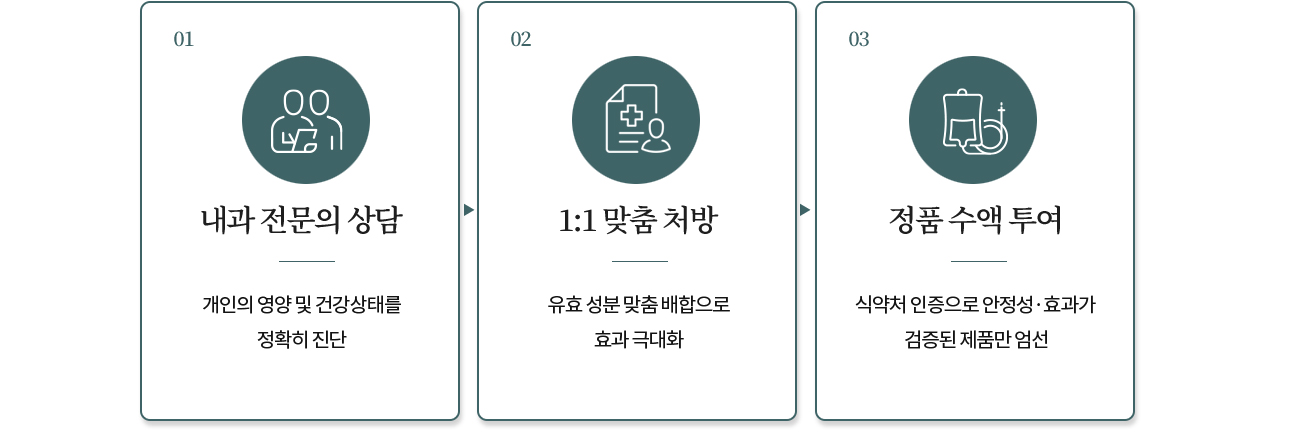 01
내과 전문의 상담
개인의 영양 및 건강상태를
정확히 진단
02
1:1 맞춤 처방
유효 성분 맞춤 배합으로
효과 극대화
03
정품 수액 투여
식약처 인증으로 안정성·효과가
검증된 제품만 엄선